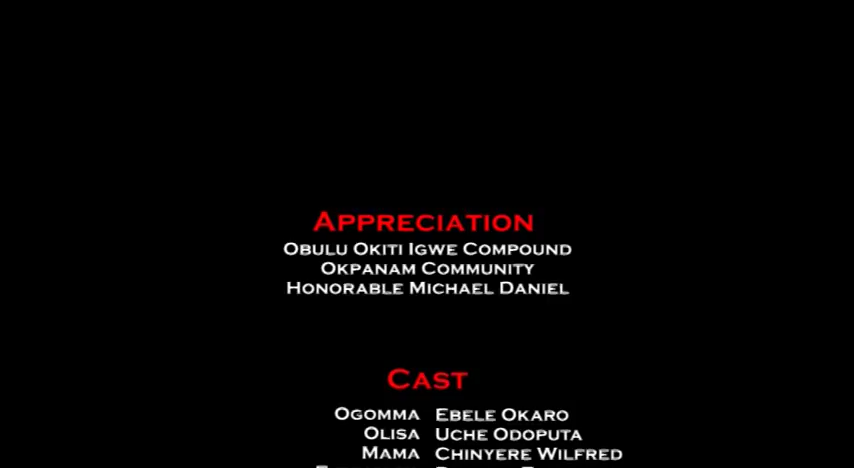 Appreciation
Obulu Okiti Igwe Compound
Okpanam Community
Honorable Michael Daniel
Cast
Ogomma Ebele Okaro
Olisa Uche Odoputa
Mama Chinyere Wilfred